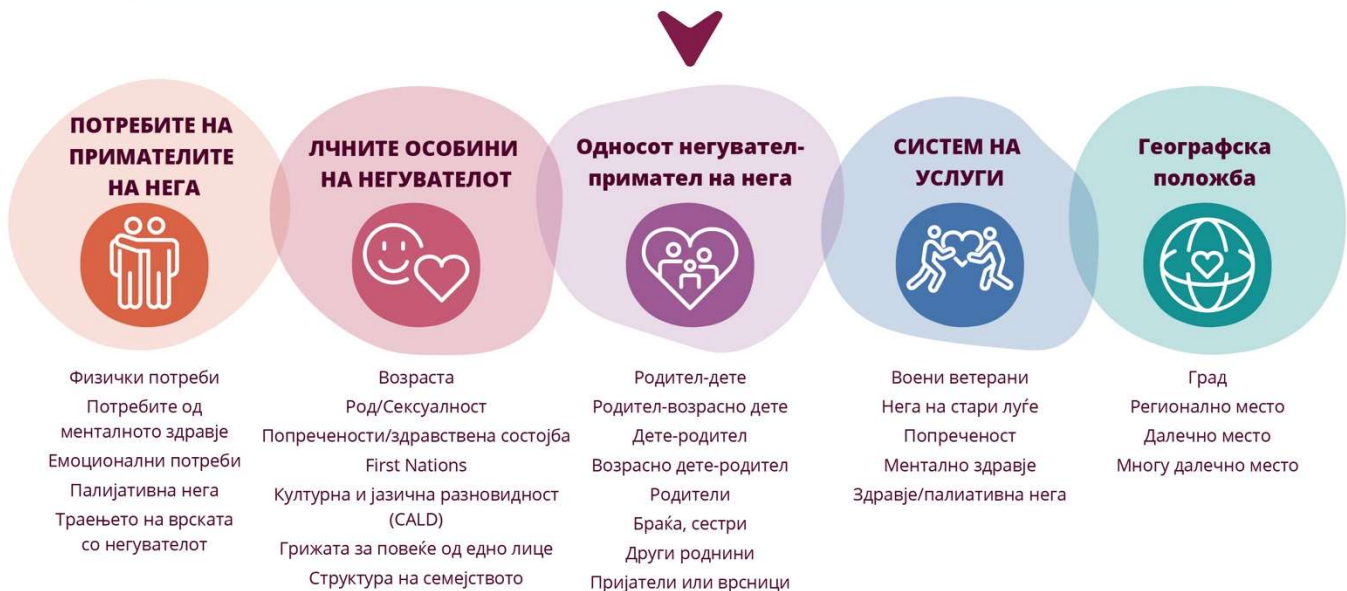 ПОТРЕБИТЕ НА
ПРИМАТЕЛИТЕ
НА НЕГА
Физички потреби
Потребите од
менталното здравје
Емоционални потреби
Палијативна нега
Траењето на врската
со негувателот
ЛЧНИТЕ ОСОБИНИ
НА НЕГУВАТЕЛОТ
Возраста
Род/Сексуалност
Попречености/здравствена состојба
First Nations
Културна и јазична разновидност
(CALD)
Грижата за повеќе од едно лице
Структура на семејството
Односот негувател-
примател на нега
Родител-дете
Родител-возрасно дете
Дете-родител
Возрасно дете-родител
Родители
Браќа, сестри
Други роднини
Пријатели или врсници
СИСТЕМ НА
УСЛУГИ
Воени ветерани
Нега на стари луѓе
Попреченост
Ментално здравје
Здравје/палиативна нега
Географска
положба
Град
Регионално место
Далечно место
Многу далечно место